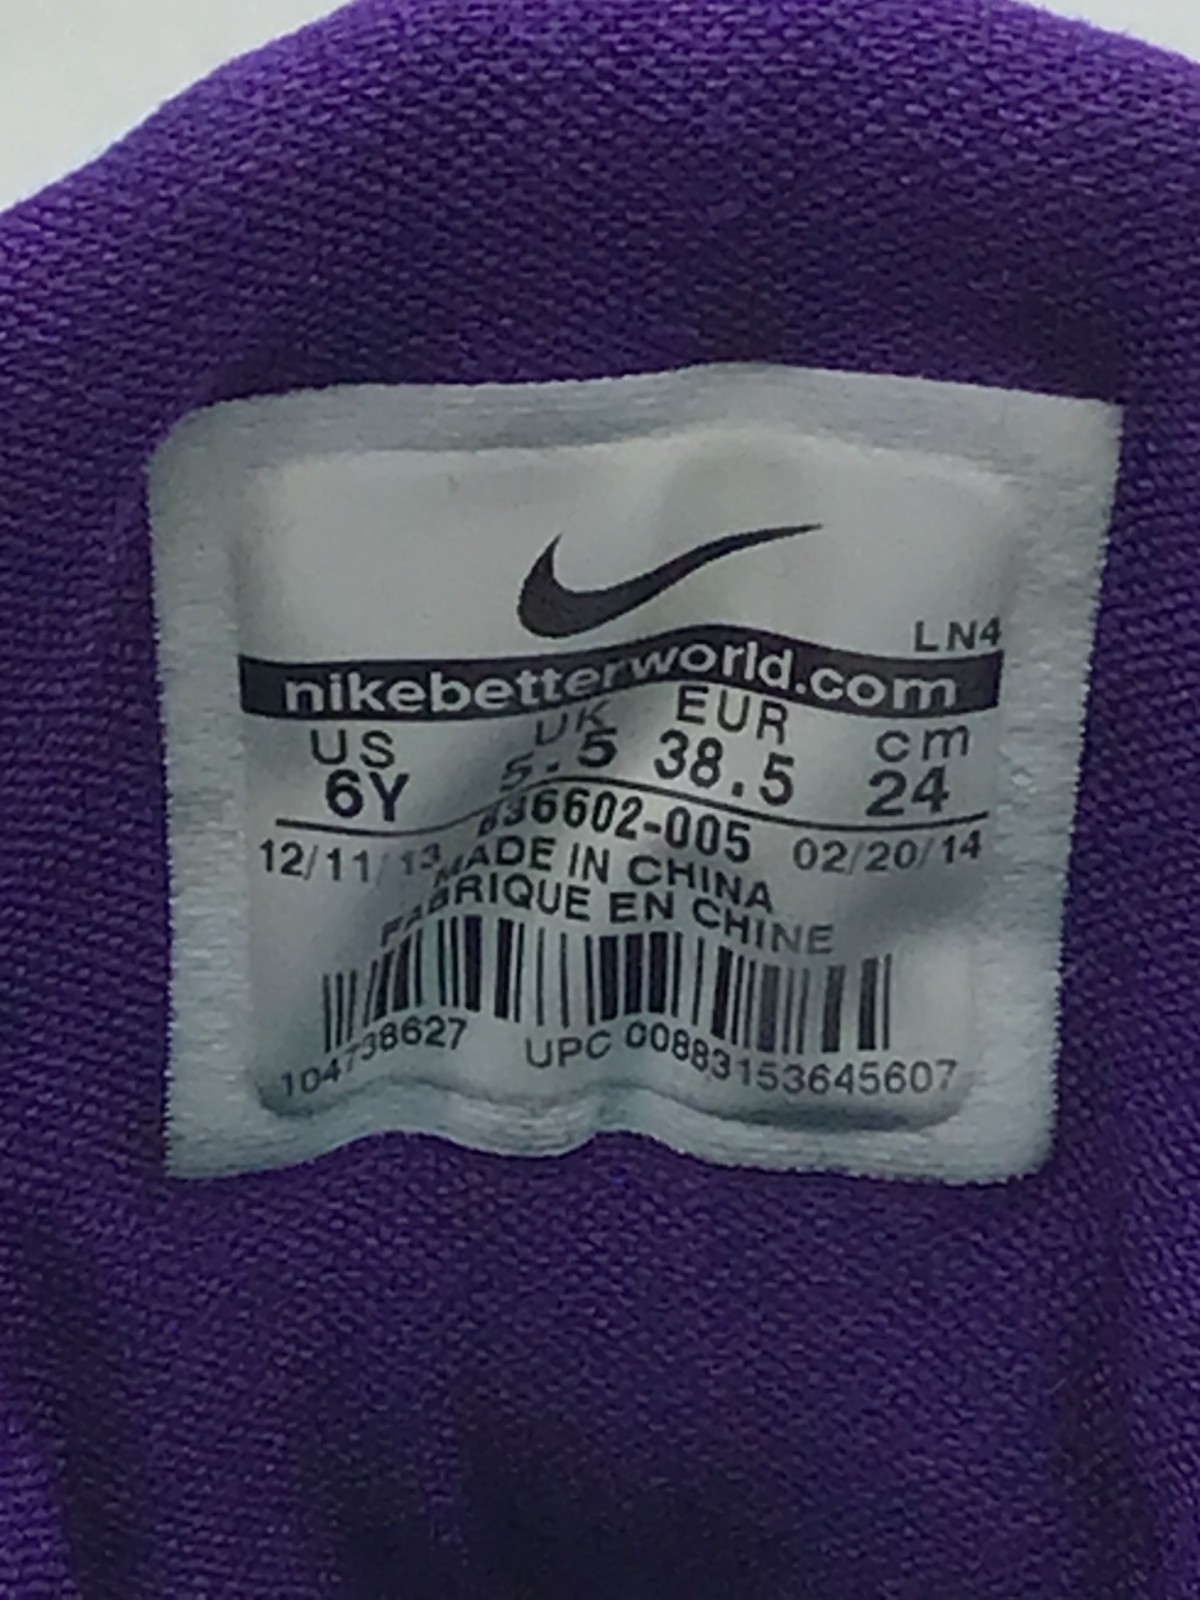 LN4
nikebetterworld.com
US UK EUR cm
6Y 5.5 38.5 24
636602-005
12/11/13 02/20/14
MADE IN CHINA
FABRIQUE EN CHINE
104738627 UPC 00883153645607